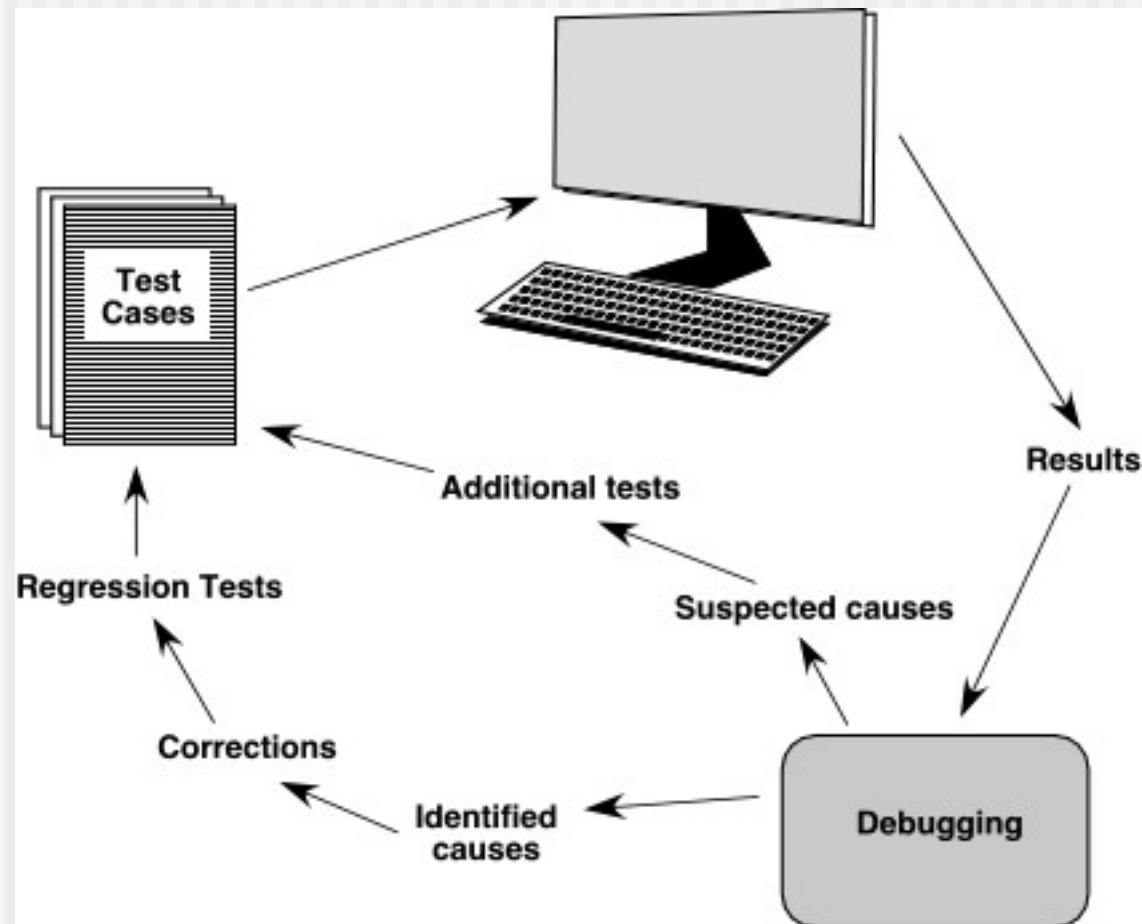 Test
Cases
Results
Additional tests
Regression Tests
Suspected causes
Corrections
Identified
causes
Debugging